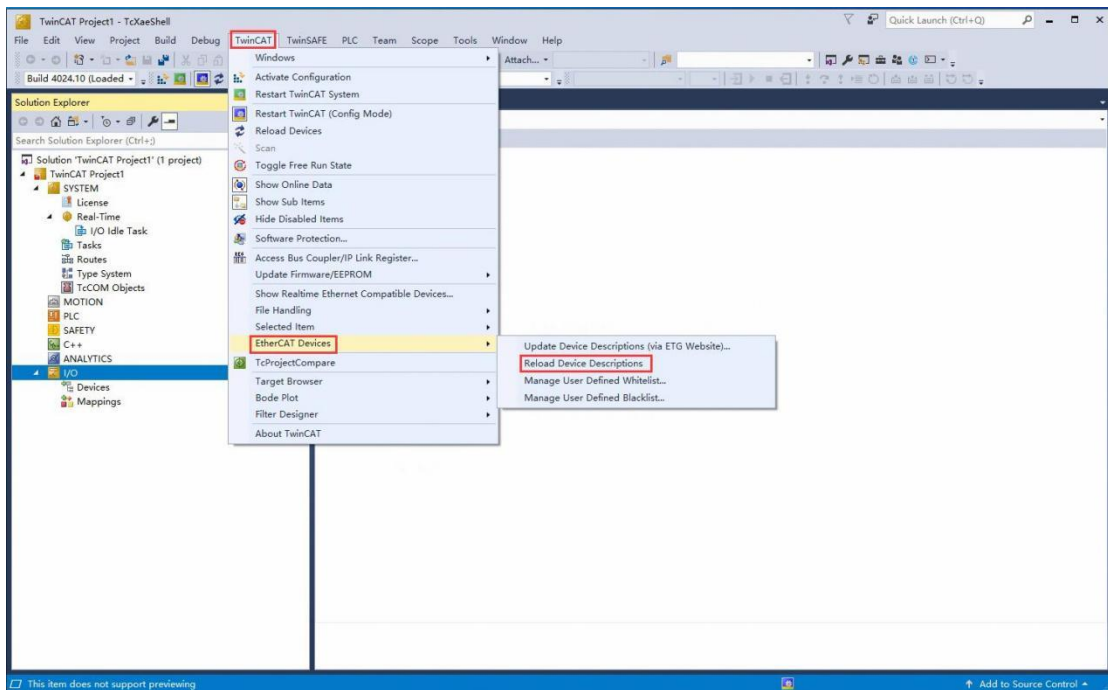 TwinCAT Project1 - TcXaeShell
Quick Launch (Ctrl+Q)
File Edit View Project Build Debug TwinCAT TwinSAFE PLC Team Scope Tools Window Help
Attach...
Build 4024.10 (Loaded
Solution Explorer
Search Solution Explorer (Ctrl+;)
Solution 'TwinCAT Project1' (1 project)
TwinCAT Project1
SYSTEM
License
Real-Time
I/O Idle Task
Tasks
Routes
Type System
TcCOM Objects
MOTION
PLC
SAFETY
C++
ANALYTICS
I/O
Devices
Mappings
Windows
Activate Configuration
Restart TwinCAT System
Restart TwinCAT (Config Mode)
Reload Devices
Scan
Toggle Free Run State
Show Online Data
Show Sub Items
Hide Disabled Items
Software Protection...
Access Bus Coupler/IP Link Register...
Update Firmware/EEPROM
Show Realtime Ethernet Compatible Devices...
File Handling
Selected Item
EtherCAT Devices
TcProjectCompare
Target Browser
Bode Plot
Filter Designer
About TwinCAT
Update Device Descriptions (via ETG Website)...
Reload Device Descriptions
Manage User Defined Whitelist...
Manage User Defined Blacklist...
This item does not support previewing
Add to Source Control